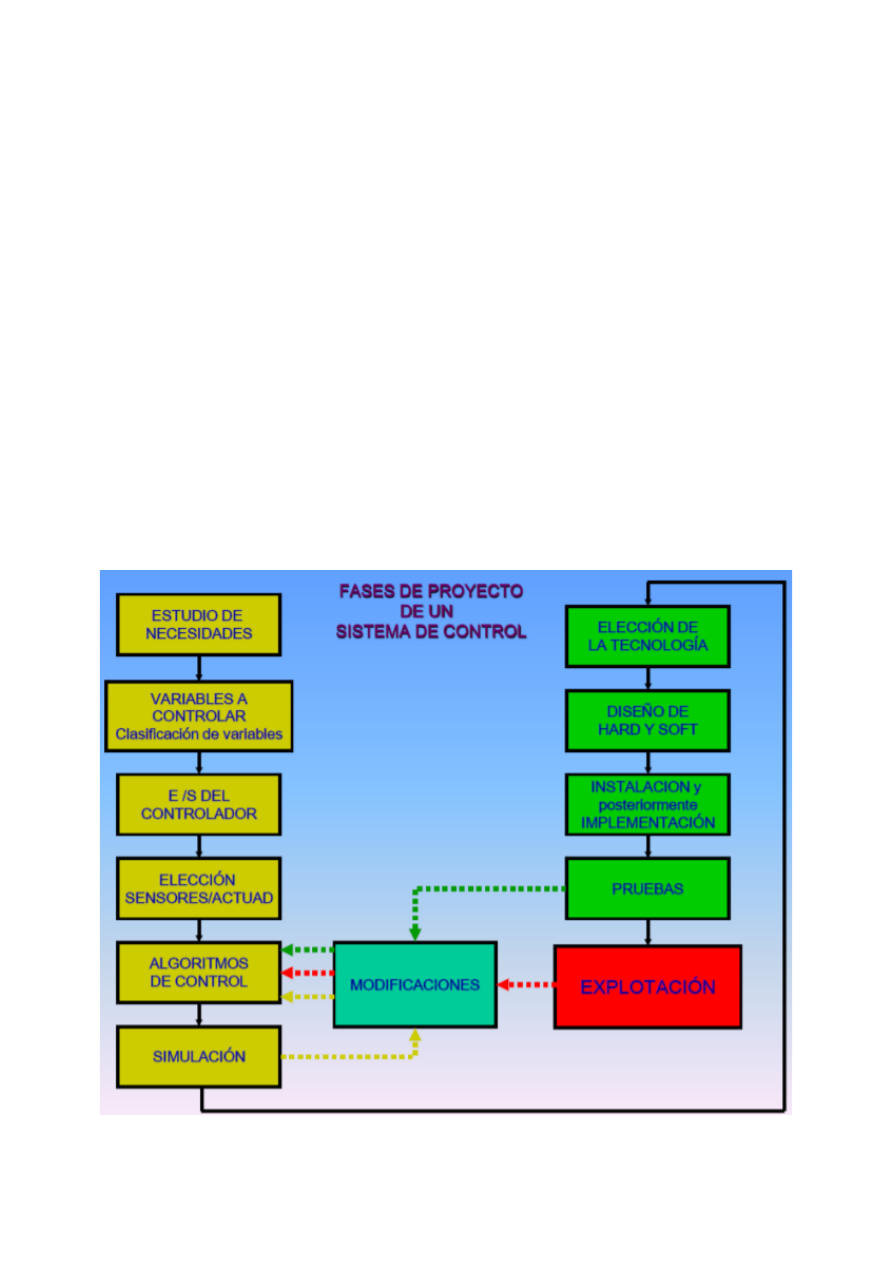 FASES DE PROYECTO
DE UN
SISTEMA DE CONTROL
ESTUDIO DE
NECESIDADES
VARIABLES A
CONTROLAR
Clasificación de variables
E /S DEL
CONTROLADOR
ELECCIÓN
SENSORES/ACTUAD
ALGORITMOS
DE CONTROL
SIMULACIÓN
MODIFICACIONES
ELECCIÓN DE
LA TECNOLOGÍA
DISEÑO DE
HARD Y SOFT
INSTALACION y
posteriormente
IMPLEMENTACIÓN
PRUEBAS
EXPLOTACIÓN